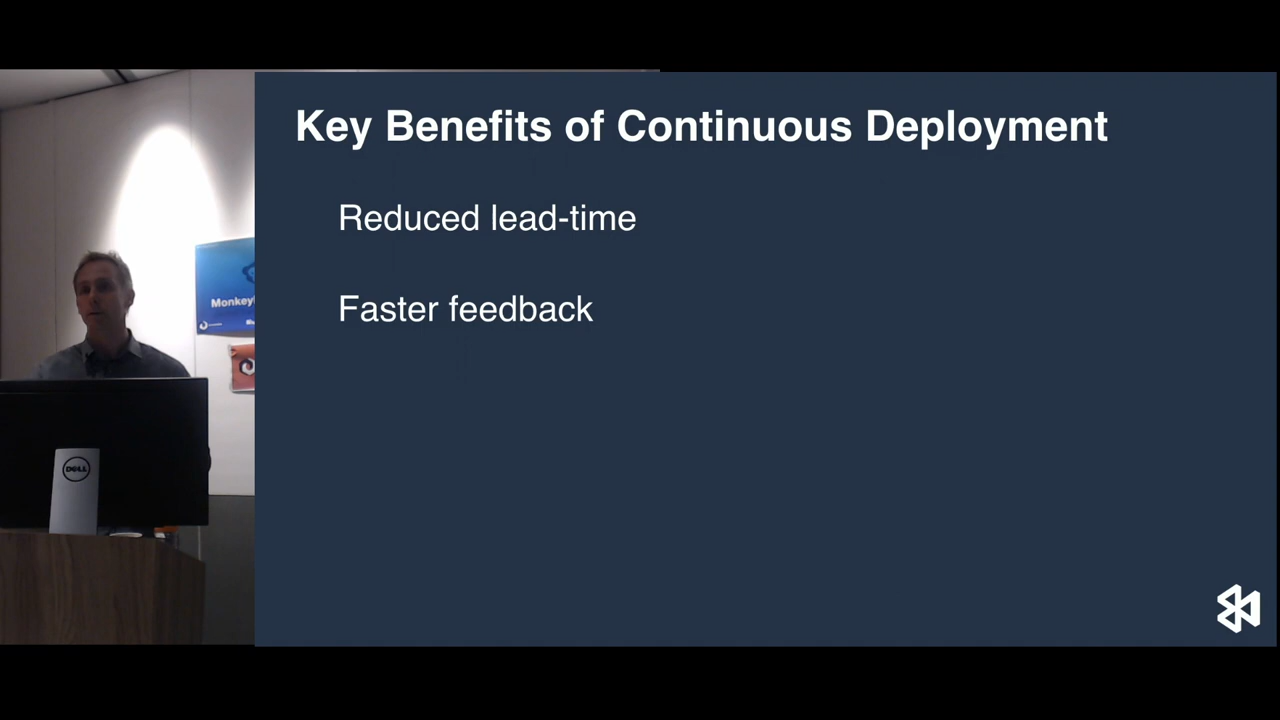 Key Benefits of Continuous Deployment
Reduced lead-time
Faster feedback
DELL